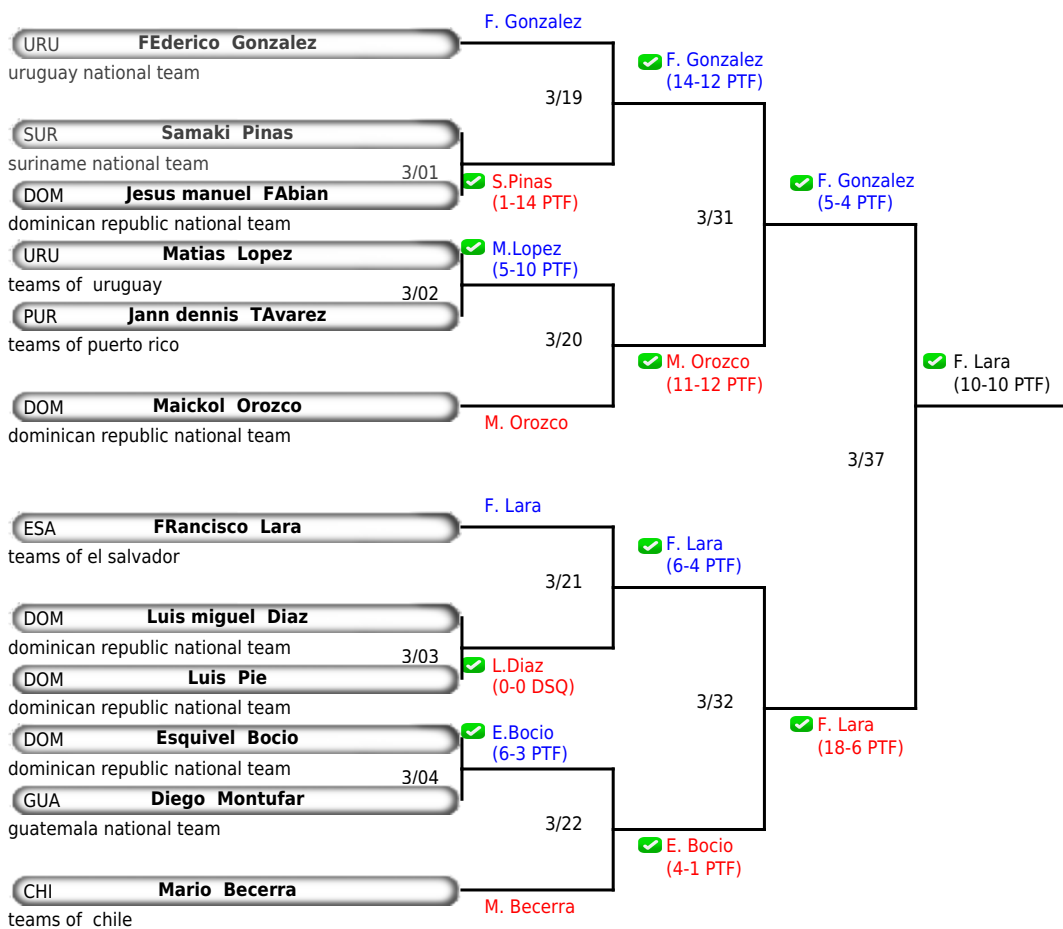 F. Gonzalez
URU FEderico Gonzalez
uruguay national team
F. Gonzalez
(14-12 PTF)
3/19
SUR Samaki Pinas
suriname national team
3/01
S.Pinas
(1-14 PTF)
DOM Jesus manuel FAbian
dominican republic national team
F. Gonzalez
(5-4 PTF)
3/31
URU Matias Lopez
teams of uruguay
M.Lopez
(5-10 PTF)
3/02
PUR Jann dennis TAvarez
teams of puerto rico
3/20
M. Orozco
(11-12 PTF)
F. Lara
(10-10 PTF)
DOM Maickol Orozco
dominican republic national team
M. Orozco
3/37
F. Lara
ESA FRancisco Lara
teams of el salvador
F. Lara
(6-4 PTF)
3/21
DOM Luis miguel Diaz
dominican republic national team
3/03
L.Diaz
(0-0 DSQ)
DOM Luis Pie
dominican republic national team
3/32
F. Lara
(18-6 PTF)
DOM Esquivel Bocio
dominican republic national team
E.Bocio
(6-3 PTF)
3/04
GUA Diego Montufar
guatemala national team
3/22
E. Bocio
(4-1 PTF)
CHI Mario Becerra
teams of chile
M. Becerra